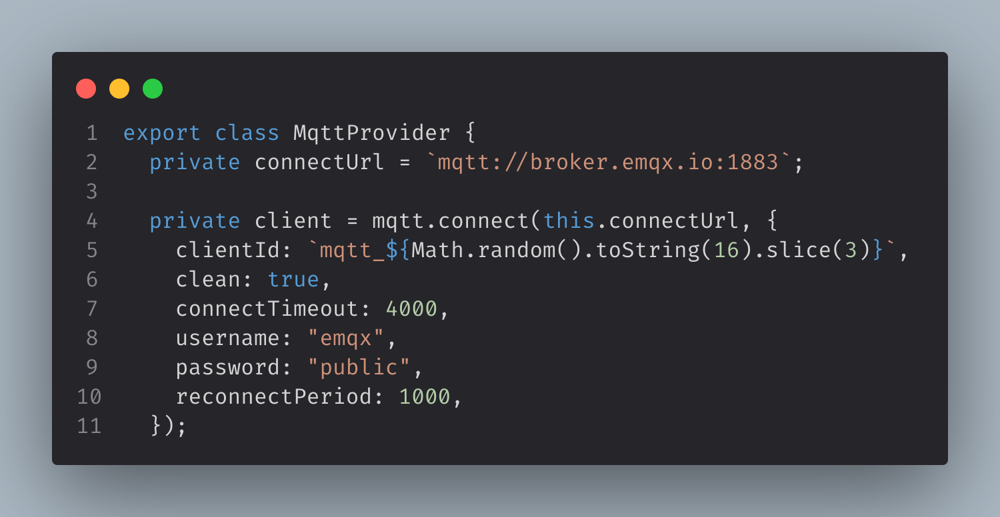 1 export class MqttProvider {
2   private connectUrl = `mqtt://broker.emqx.io:1883`;
3
4   private client = mqtt.connect(this.connectUrl, {
5     clientId: `mqtt_${Math.random().toString(16).slice(3)}`,
6     clean: true,
7     connectTimeout: 4000,
8     username: "emqx",
9     password: "public",
10     reconnectPeriod: 1000,
11   });